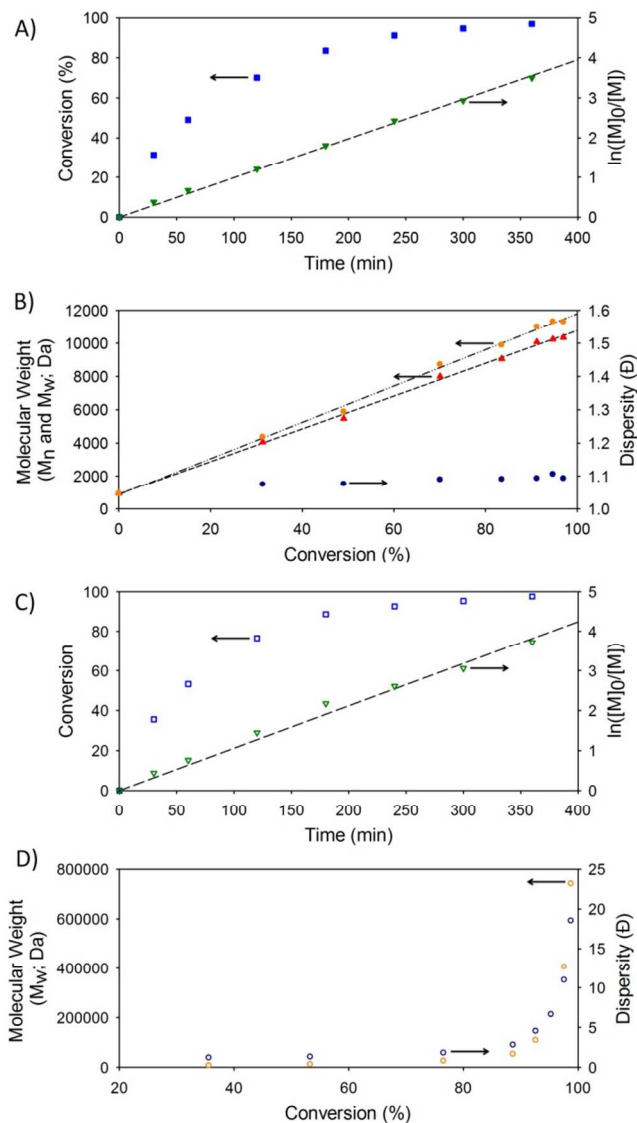 A)
Conversion (%)
100
80
60
40
20
0
5
4
3
2
1
0
ln([M]0/[M])
0 50 100 150 200 250 300 350 400
Time (min)
B)
Molecular Weight
(Mn and Mw; Da)
12000
10000
8000
6000
4000
2000
0
1.6
1.5
1.4
1.3
1.2
1.1
1.0
Dispersity (Đ)
0 20 40 60 80 100
Conversion (%)
C)
Conversion
100
80
60
40
20
0
5
4
3
2
1
0
ln([M]0/[M])
0 50 100 150 200 250 300 350 400
Time (min)
D)
Molecular Weight
(Mw; Da)
800000
600000
400000
200000
0
25
20
15
10
5
0
Dispersity (Đ)
20 40 60 80 100
Conversion (%)